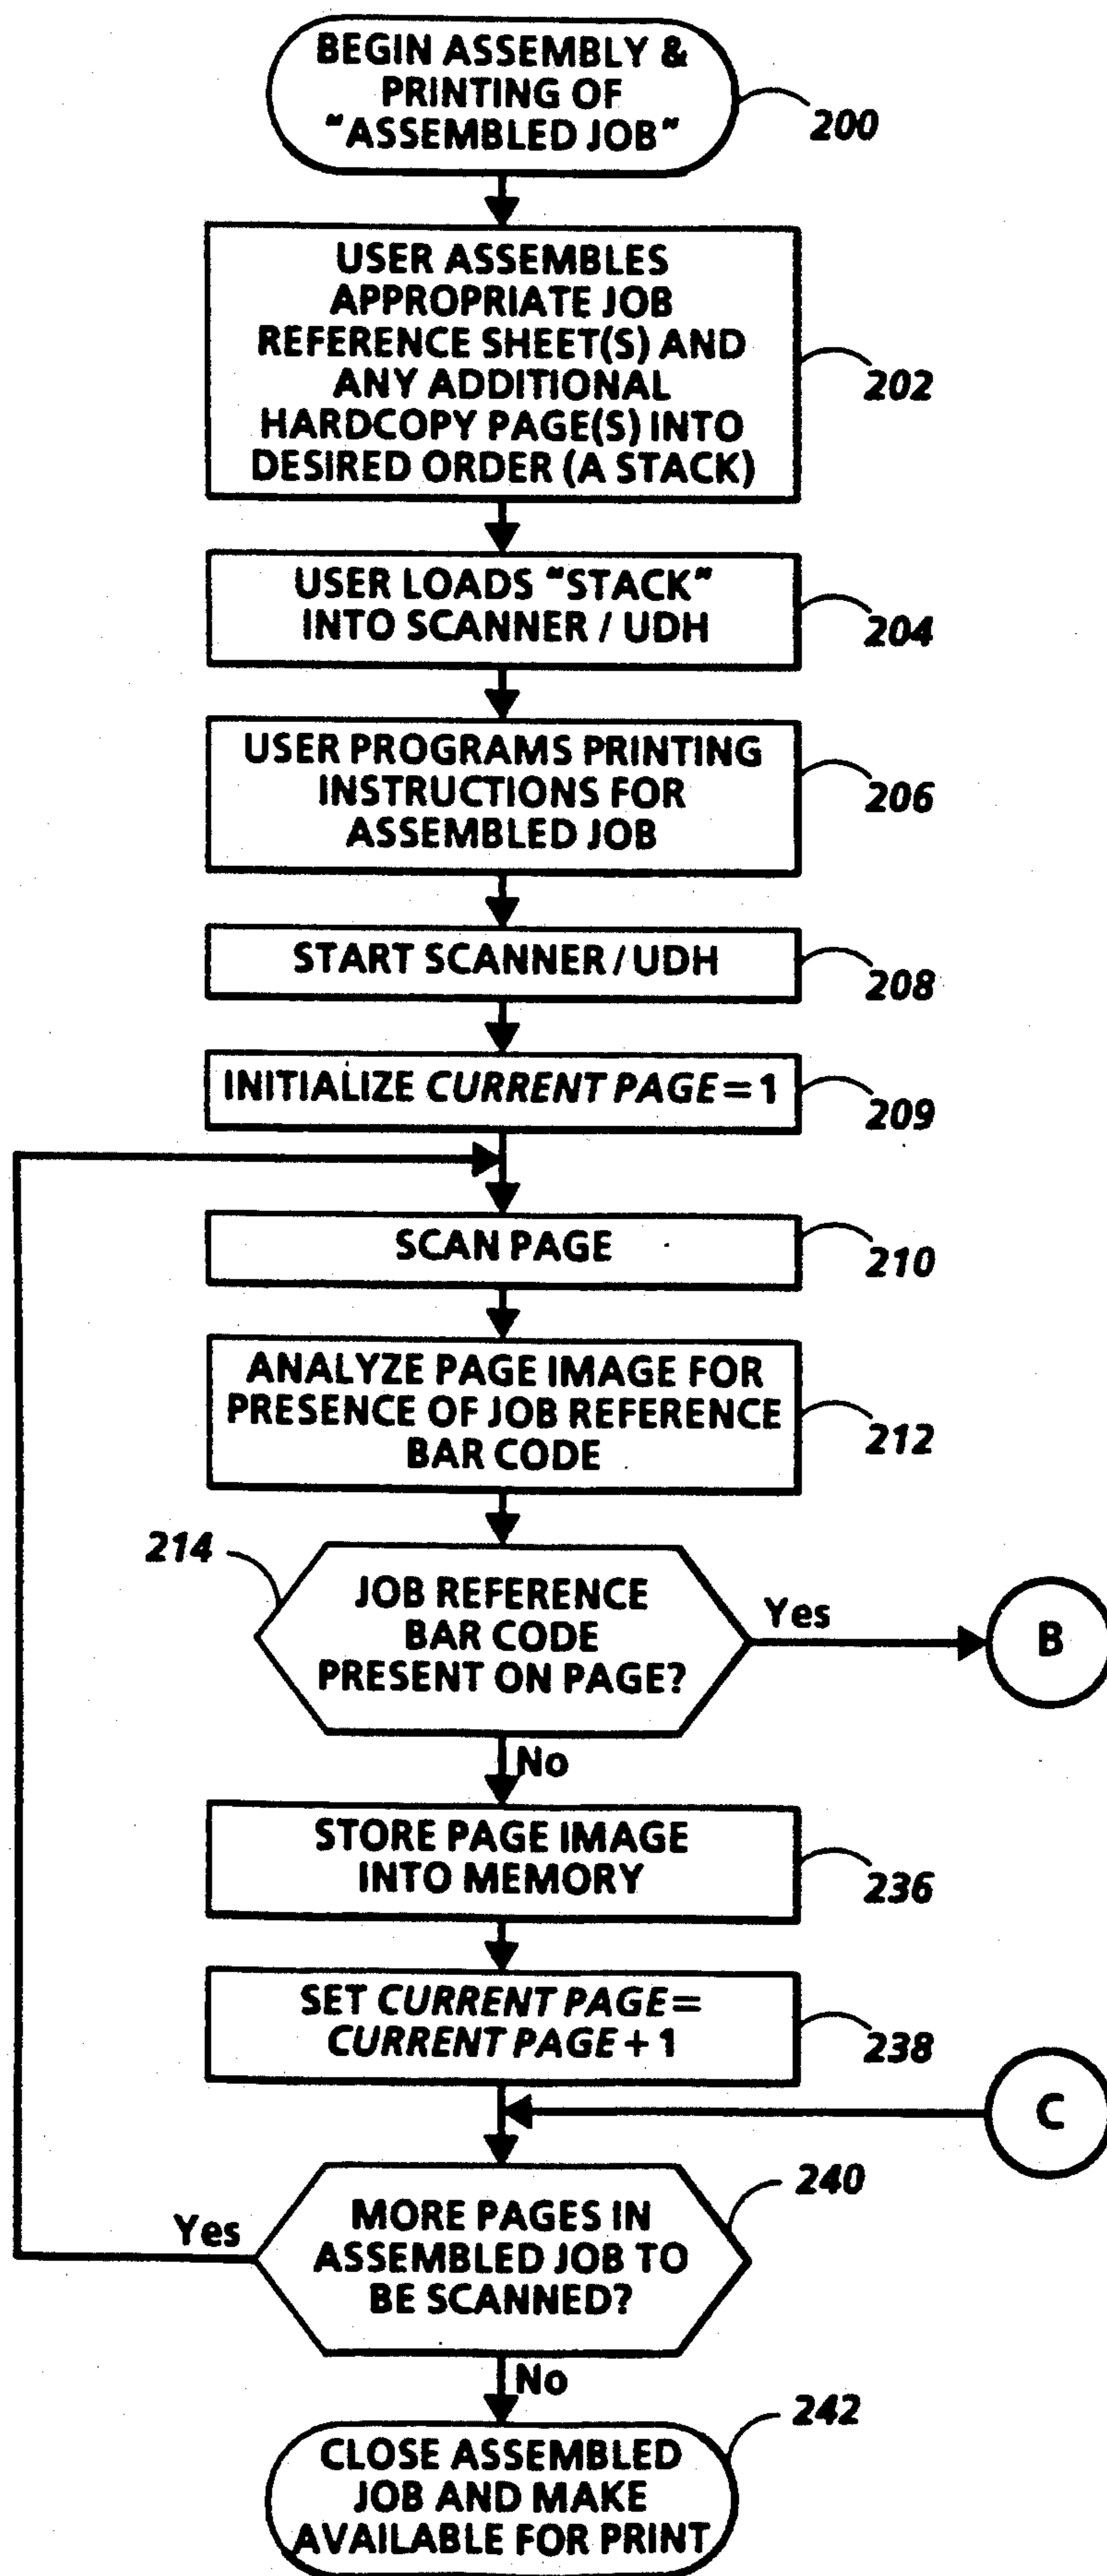 BEGIN ASSEMBLY &
PRINTING OF
"ASSEMBLED JOB"
200
USER ASSEMBLES
APPROPRIATE JOB
REFERENCE SHEET(S) AND
ANY ADDITIONAL
HARDCOPY PAGE(S) INTO
DESIRED ORDER (A STACK)
202
USER LOADS "STACK"
INTO SCANNER / UDH
204
USER PROGRAMS PRINTING
INSTRUCTIONS FOR
ASSEMBLED JOB
206
START SCANNER / UDH
208
INITIALIZE CURRENT PAGE = 1
209
SCAN PAGE
210
ANALYZE PAGE IMAGE FOR
PRESENCE OF JOB REFERENCE
BAR CODE
212
214
JOB REFERENCE
BAR CODE
PRESENT ON PAGE?
Yes
B
No
STORE PAGE IMAGE
INTO MEMORY
236
SET CURRENT PAGE =
CURRENT PAGE + 1
238
C
240
MORE PAGES IN
ASSEMBLED JOB TO
BE SCANNED?
Yes
No
242
CLOSE ASSEMBLED
JOB AND MAKE
AVAILABLE FOR PRINT